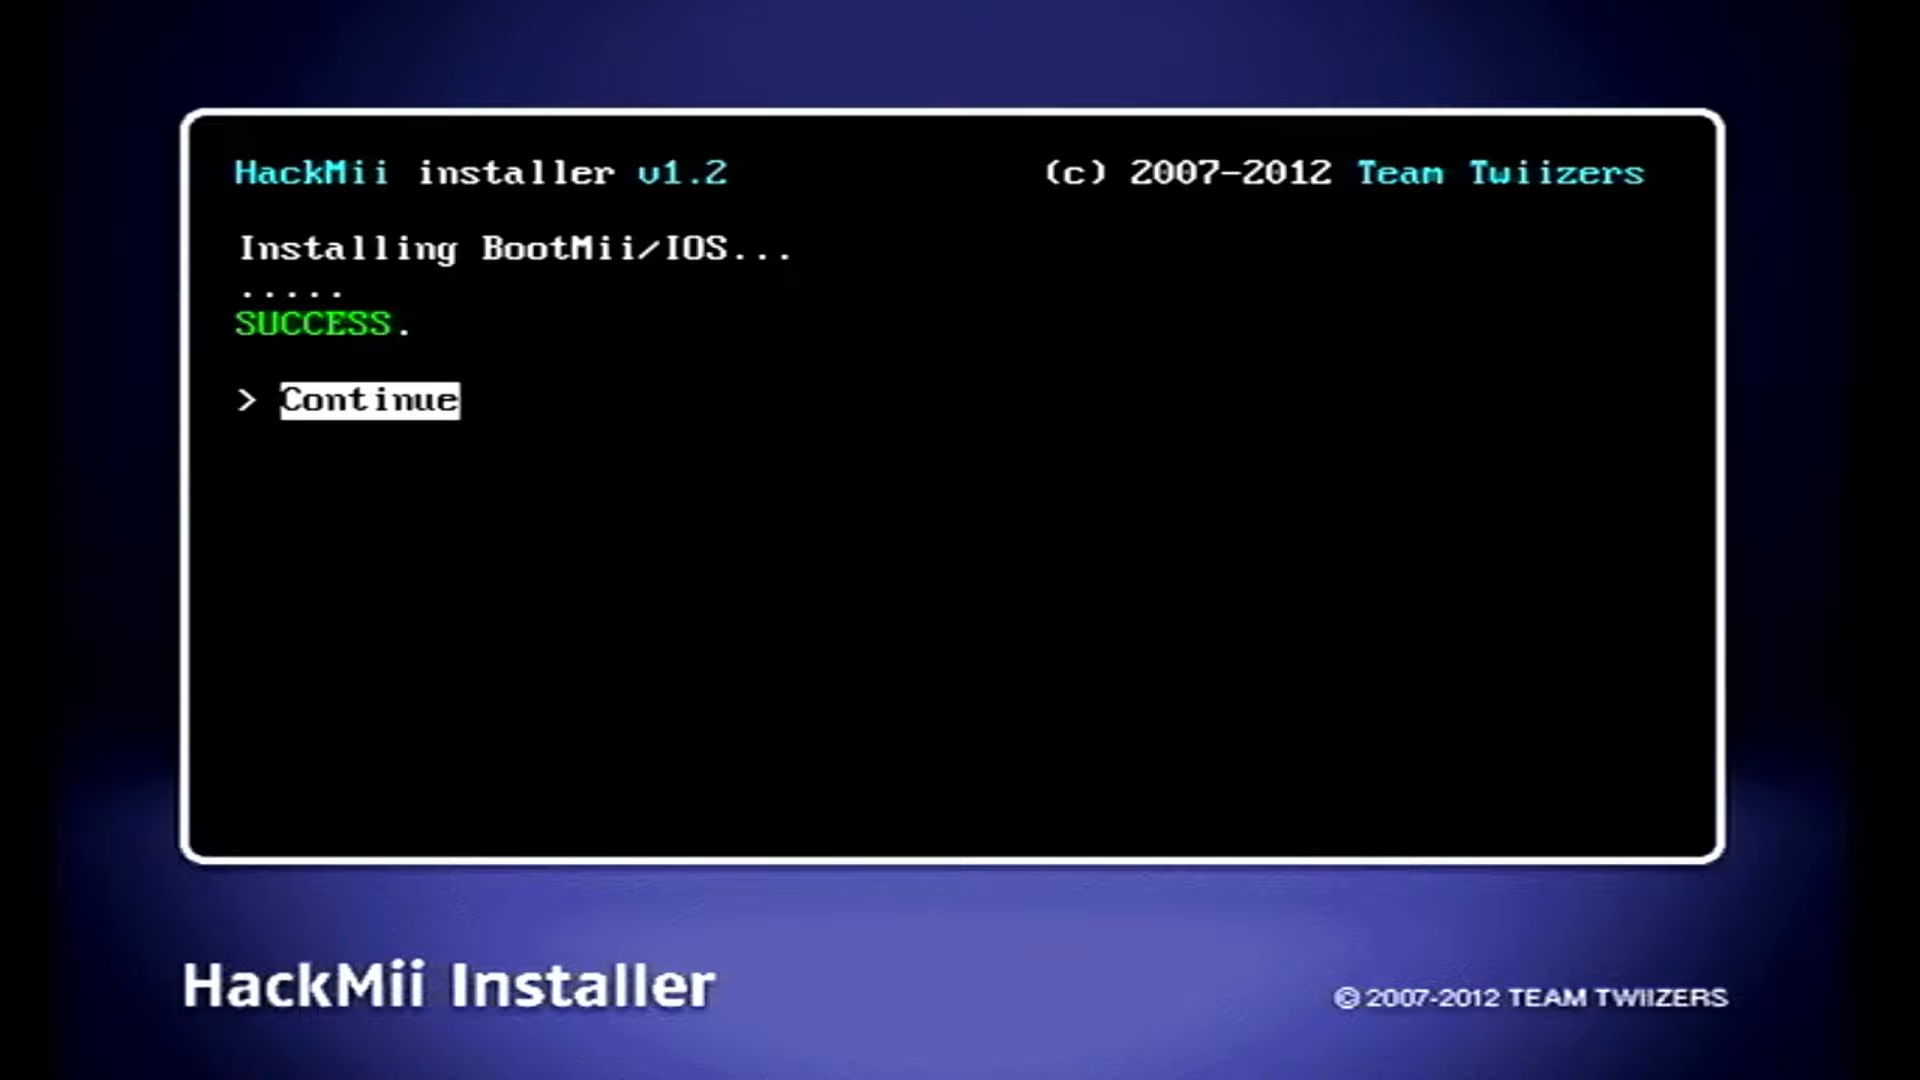 HackMii installer v1.2 (c) 2007-2012 Team Twiizers
Installing BootMii/IOS...
.....
SUCCESS.
> Continue
HackMii Installer
© 2007-2012 TEAM TWIIZERS